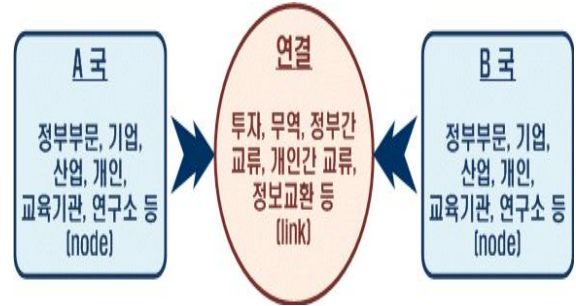 A 국
정부부문, 기업,
산업, 개인,
교육기관, 연구소 등
(node)
연결
투자, 무역, 정부간
교류, 개인간 교류,
정보교환 등
(link)
B 국
정부부문, 기업,
산업, 개인,
교육기관, 연구소 등
(node)